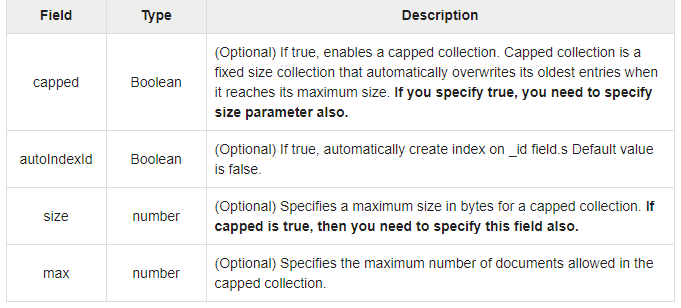 Field Type Description
(Optional) If true, enables a capped collection. Capped collection is a
fixed size collection that automatically overwrites its oldest entries when
capped Boolean
it reaches its maximum size. If you specify true, you need to specify
size parameter also.
autoIndexId Boolean
(Optional) If true, automatically create index on _id field.s Default value
is false.
size number
(Optional) Specifies a maximum size in bytes for a capped collection. If
capped is true, then you need to specify this field also.
max number
(Optional) Specifies the maximum number of documents allowed in the
capped collection.